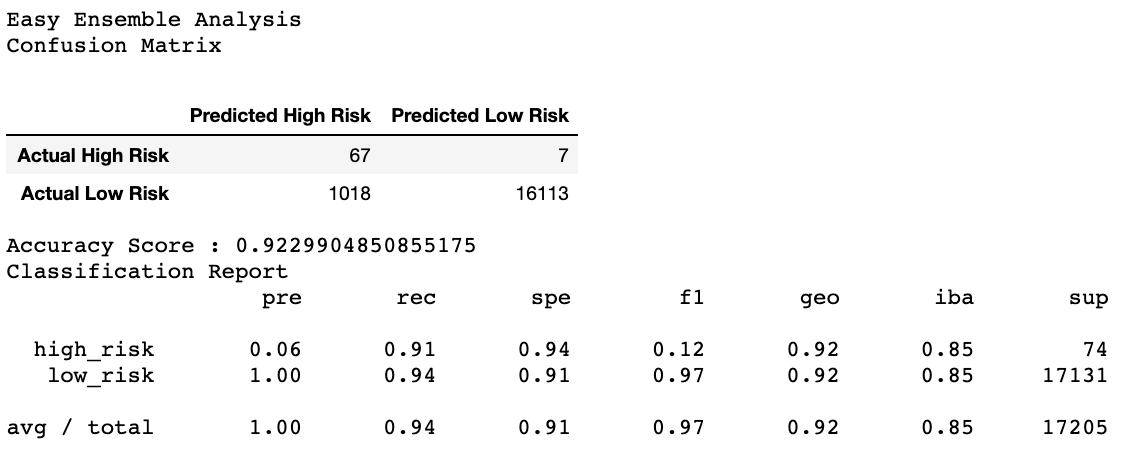 Easy Ensemble Analysis
Confusion Matrix
Predicted High Risk Predicted Low Risk
Actual High Risk 67 7
Actual Low Risk 1018 16113
Accuracy Score : 0.9229904850855175
Classification Report
pre rec spe f1 geo iba sup
high_risk 0.06 0.91 0.94 0.12 0.92 0.85 74
low_risk 1.00 0.94 0.91 0.97 0.92 0.85 17131
avg / total 1.00 0.94 0.91 0.97 0.92 0.85 17205